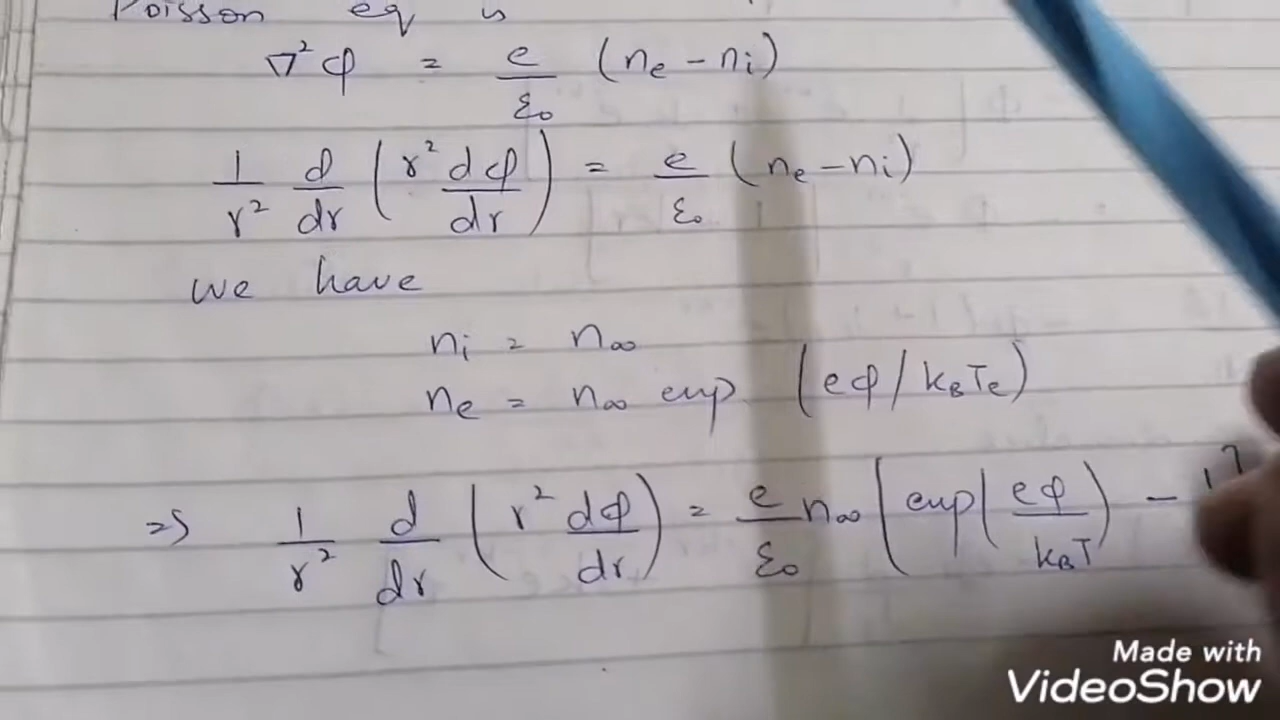 Poisson eq is
∇²φ = e/ε₀ (nₑ - nᵢ)
1/r² d/dr (r² dφ/dr) = e/ε₀ (nₑ - nᵢ)
we have
nᵢ = n∞
nₑ = n∞ exp (eφ/k_BTₑ)
⇒ 1/r² d/dr (r² dφ/dr) = e/ε₀ n∞ (exp(eφ/k_BT) - 1
Made with
VideoShow